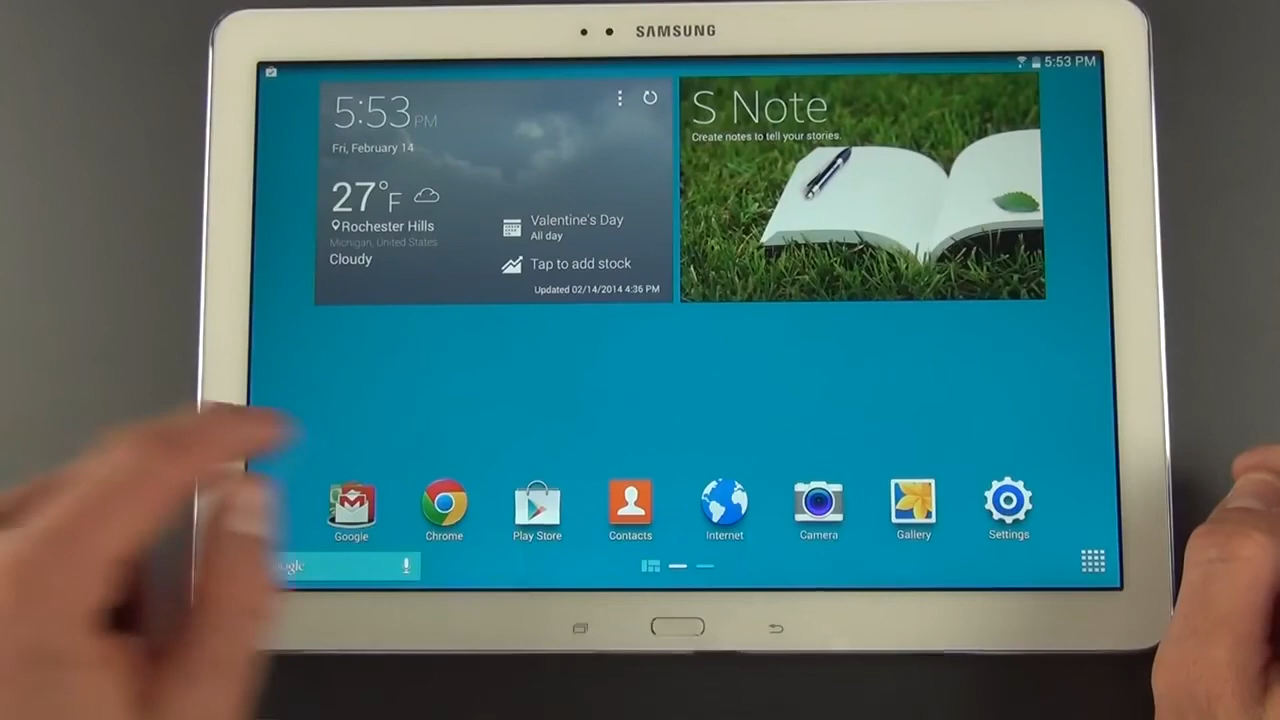 SAMSUNG
5:53 PM
5:53 PM
Fri, February 14
27°F
Rochester Hills
Michigan, United States
Cloudy
Valentine's Day
All day
Tap to add stock
Updated 02/14/2014 4:36 PM
S Note
Create notes to tell your stories.
Google
Chrome
Play Store
Contacts
Internet
Camera
Gallery
Settings
ogle